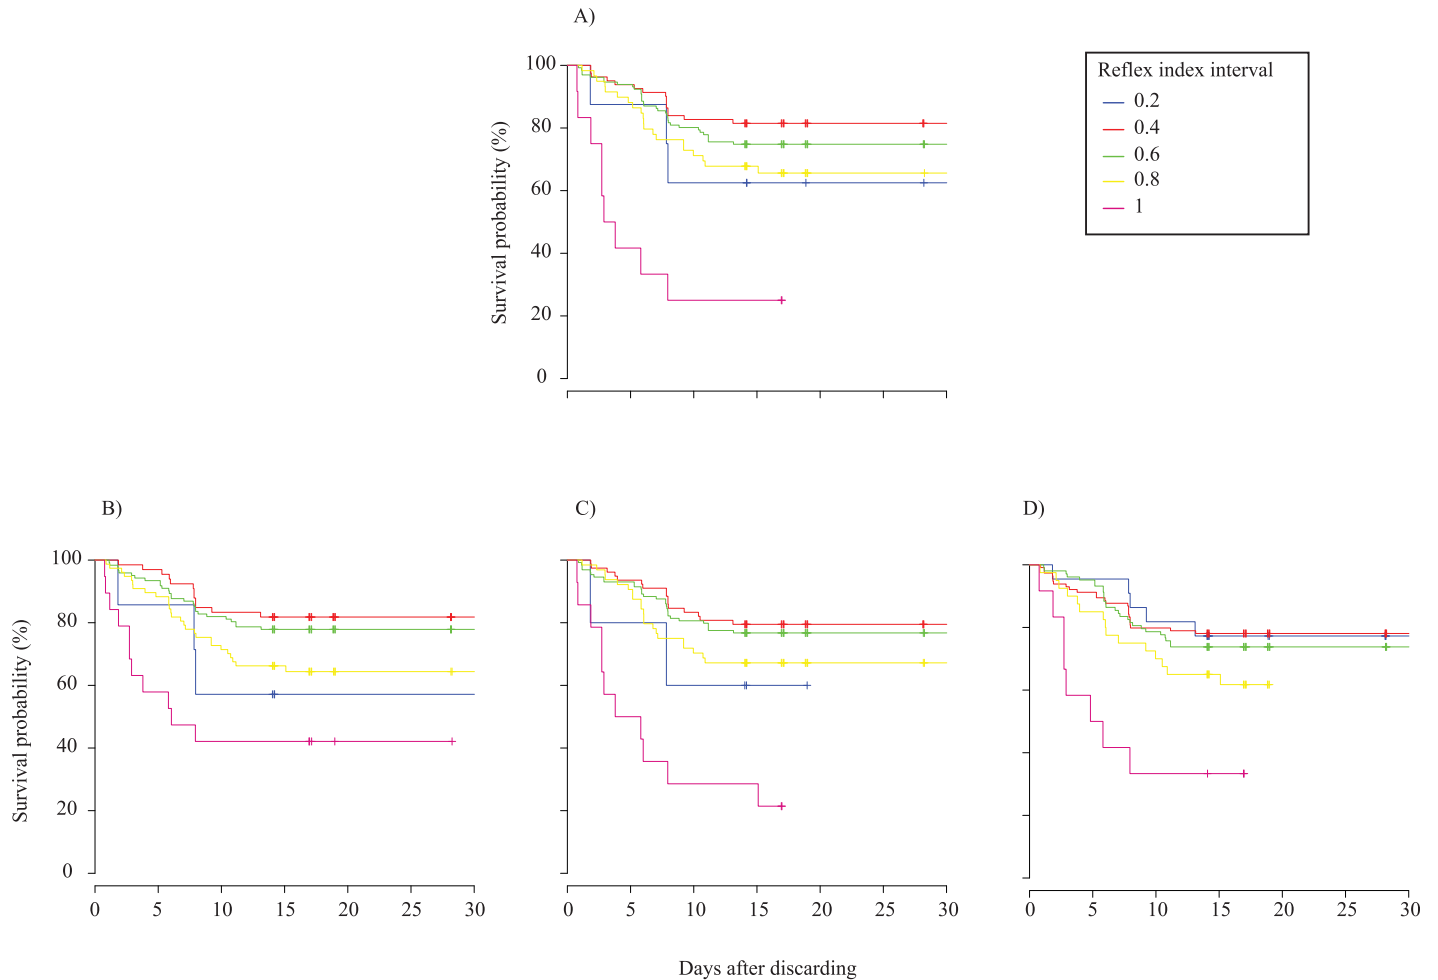 A)
Reflex index interval
0.2
0.4
0.6
0.8
1
100
80
60
40
20
0
Survival probability (%)
B)
C)
D)
100
80
60
40
20
0
Survival probability (%)
0 5 10 15 20 25 30
0 5 10 15 20 25 30
0 5 10 15 20 25 30
Days after discarding